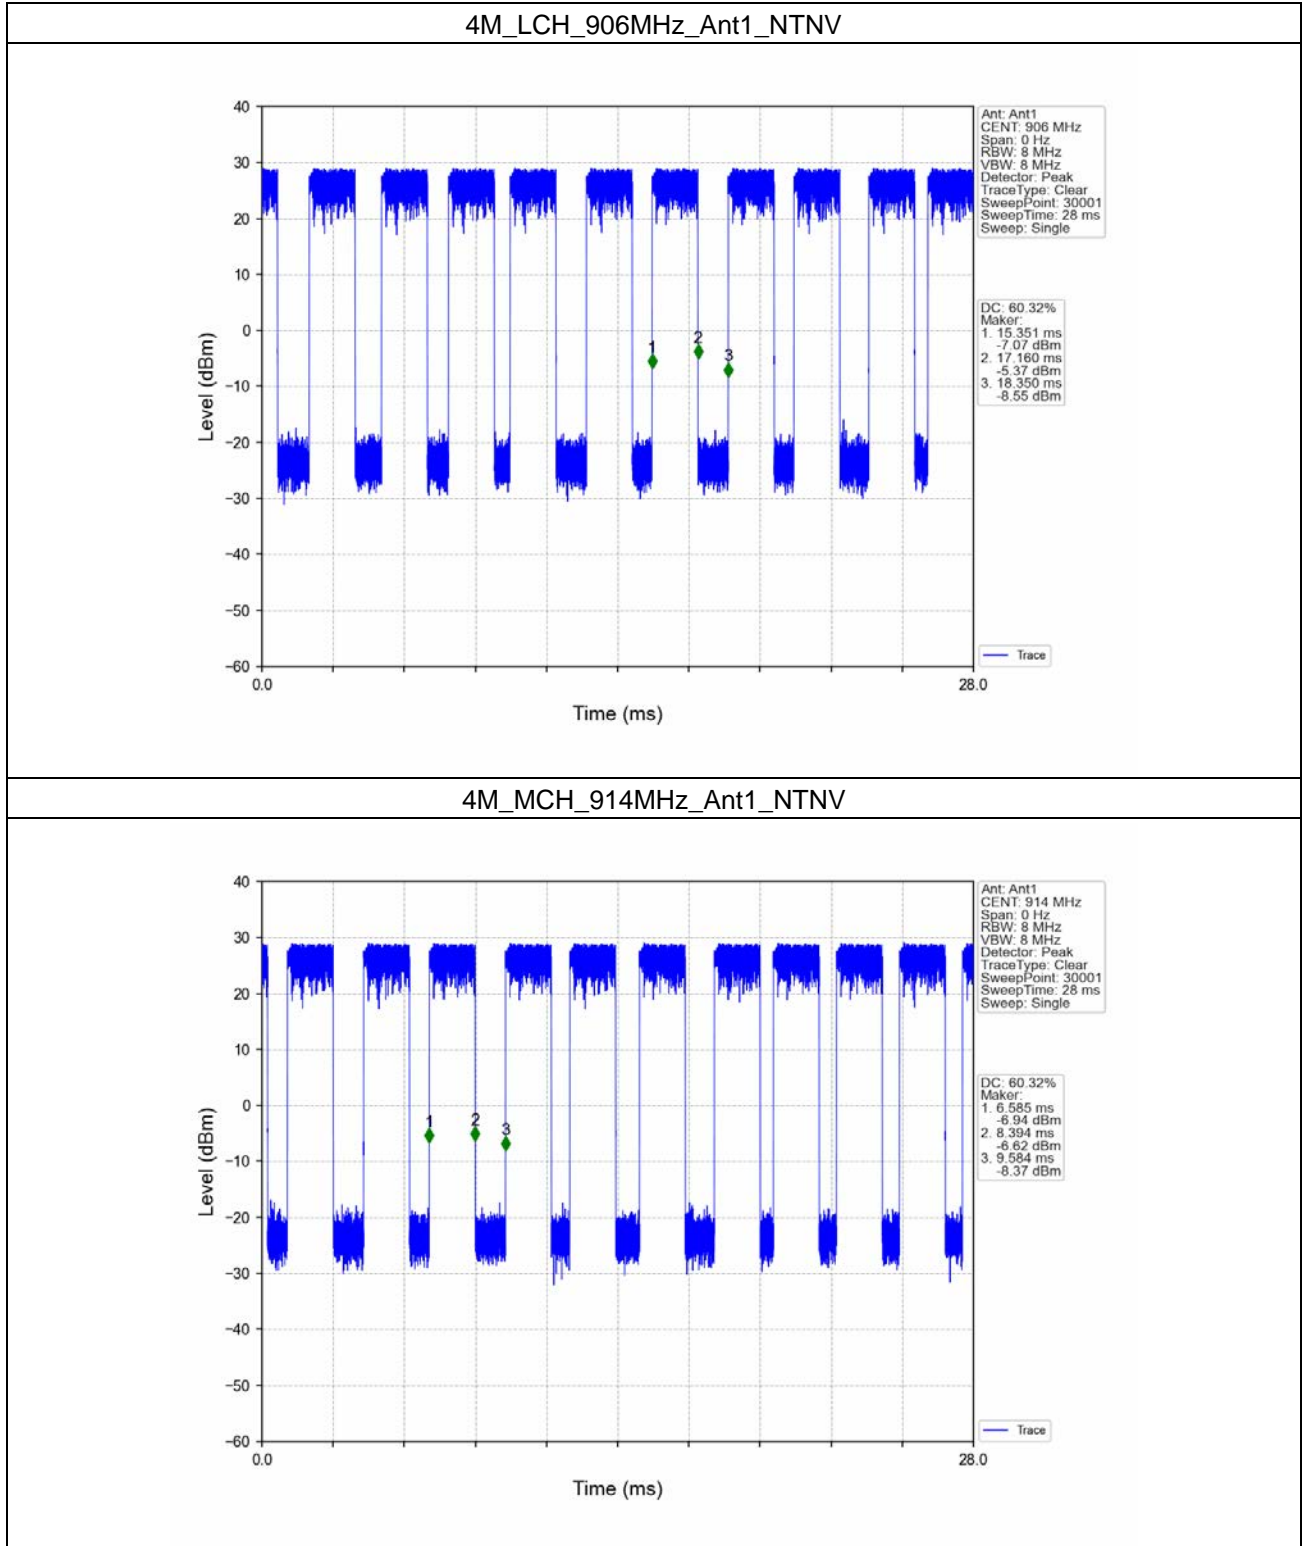 4M_LCH_906MHz_Ant1_NTNV
40
30
20
10
0
−10
−20
−30
−40
−50
−60
Level (dBm)
0.0
28.0
Time (ms)
1
2
3
Ant: Ant1
CENT: 906 MHz
Span: 0 Hz
RBW: 8 MHz
VBW: 8 MHz
Detector: Peak
TraceType: Clear
SweepPoint: 30001
SweepTime: 28 ms
Sweep: Single
DC: 60.32%
Maker:
1. 15.351 ms
-7.07 dBm
2. 17.160 ms
-5.37 dBm
3. 18.350 ms
-8.55 dBm
Trace
4M_MCH_914MHz_Ant1_NTNV
40
30
20
10
0
−10
−20
−30
−40
−50
−60
Level (dBm)
0.0
28.0
Time (ms)
1
2
3
Ant: Ant1
CENT: 914 MHz
Span: 0 Hz
RBW: 8 MHz
VBW: 8 MHz
Detector: Peak
TraceType: Clear
SweepPoint: 30001
SweepTime: 28 ms
Sweep: Single
DC: 60.32%
Maker:
1. 6.585 ms
-6.94 dBm
2. 8.394 ms
-6.62 dBm
3. 9.584 ms
-8.37 dBm
Trace